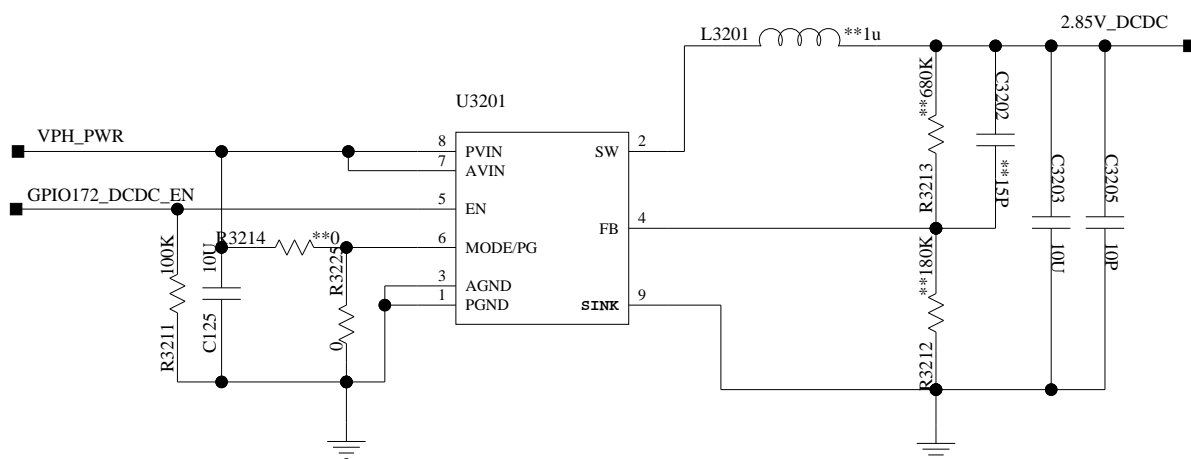 2.85V_DCDC
L3201
**1u
**680K
R3213
C3202
**15P
C3203
10U
C3205
10P
U3201
VPH_PWR
8
PVIN
SW
2
7
AVIN
GPIO172_DCDC_EN
5
EN
FB
4
R3214
**0
6
MODE/PG
100K
R3211
10U
C125
R3225
0
3
AGND
1
PGND
SINK
9
**180K
R3212